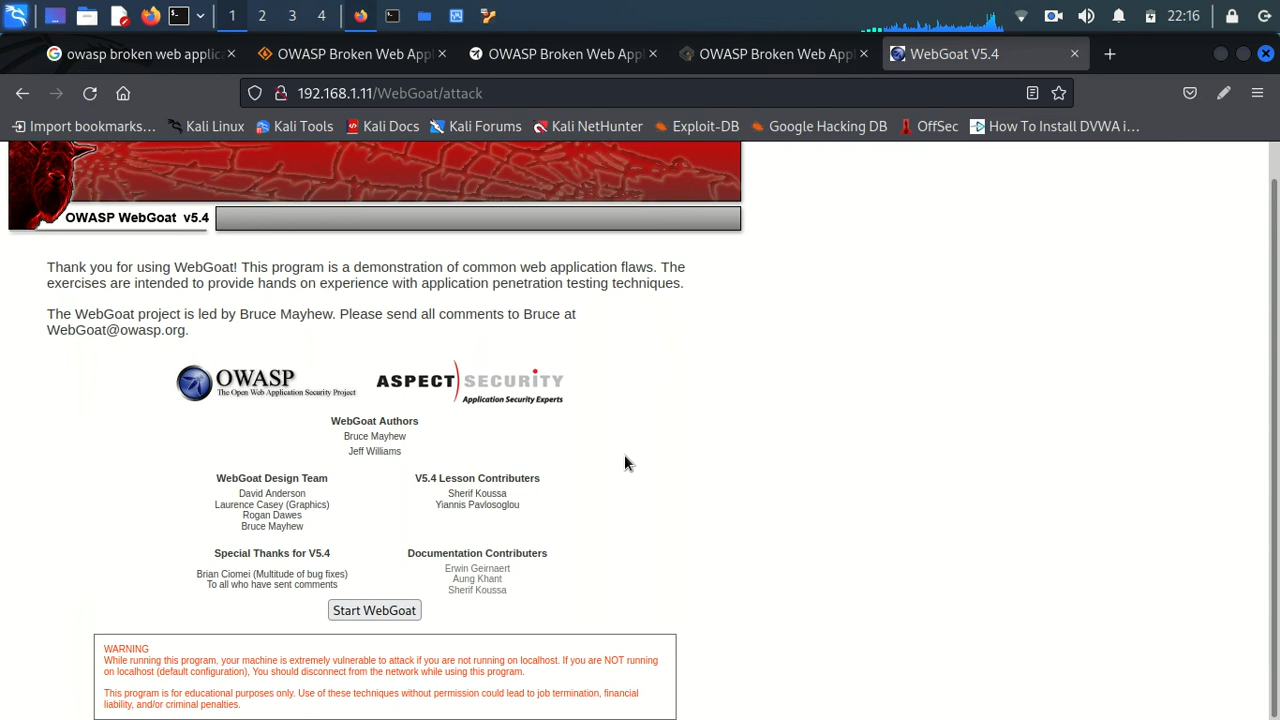 1 2 3 4 22:16
owasp broken web applica
OWASP Broken Web Appl
OWASP Broken Web Appl
OWASP Broken Web Appl
WebGoat V5.4
192.168.1.11/WebGoat/attack
Import bookmarks… Kali Linux Kali Tools Kali Docs Kali Forums Kali NetHunter Exploit-DB Google Hacking DB OffSec How To Install DVWA i…
OWASP WebGoat v5.4
Thank you for using WebGoat! This program is a demonstration of common web application flaws. The
exercises are intended to provide hands on experience with application penetration testing techniques.
The WebGoat project is led by Bruce Mayhew. Please send all comments to Bruce at
WebGoat@owasp.org.
OWASP
The Open Web Application Security Project
ASPECT SECURITY
Application Security Experts
WebGoat Authors
Bruce Mayhew
Jeff Williams
WebGoat Design Team
David Anderson
Laurence Casey (Graphics)
Rogan Dawes
Bruce Mayhew
V5.4 Lesson Contributers
Sherif Koussa
Yiannis Pavlosoglou
Special Thanks for V5.4
Brian Ciomei (Multitude of bug fixes)
To all who have sent comments
Documentation Contributers
Erwin Geirnaert
Aung Khant
Sherif Koussa
Start WebGoat
WARNING
While running this program, your machine is extremely vulnerable to attack if you are not running on localhost. If you are NOT running
on localhost (default configuration), You should disconnect from the network while using this program.
This program is for educational purposes only. Use of these techniques without permission could lead to job termination, financial
liability, and/or criminal penalties.